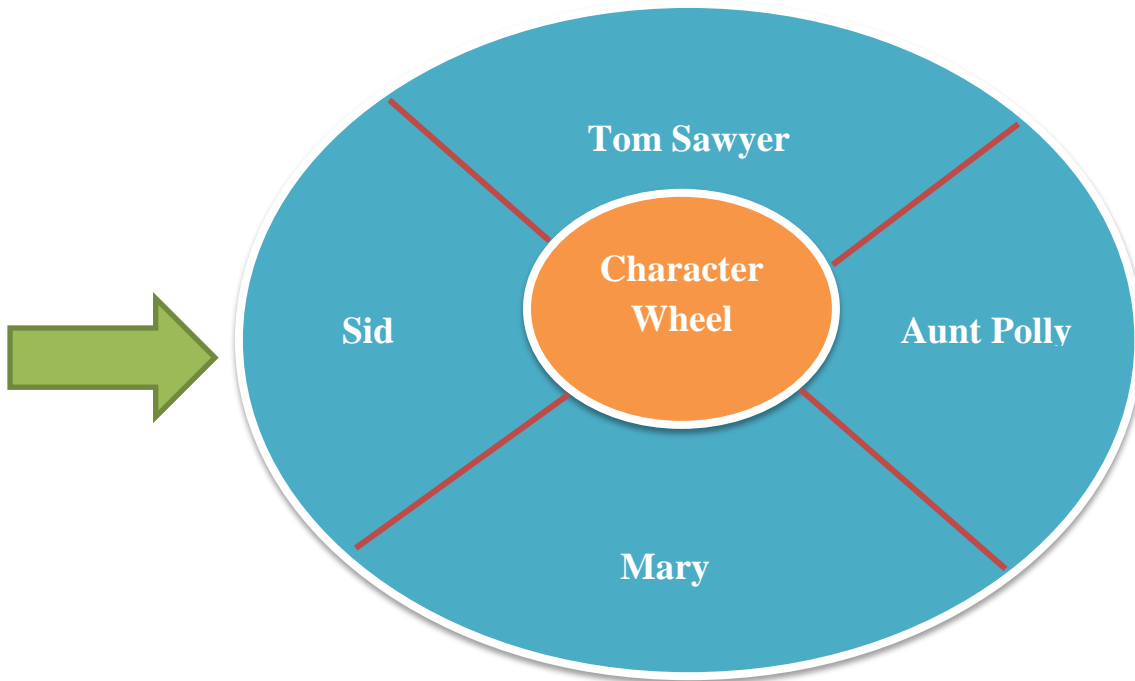 Tom Sawyer
Character
Wheel
Sid
Aunt Polly
Mary